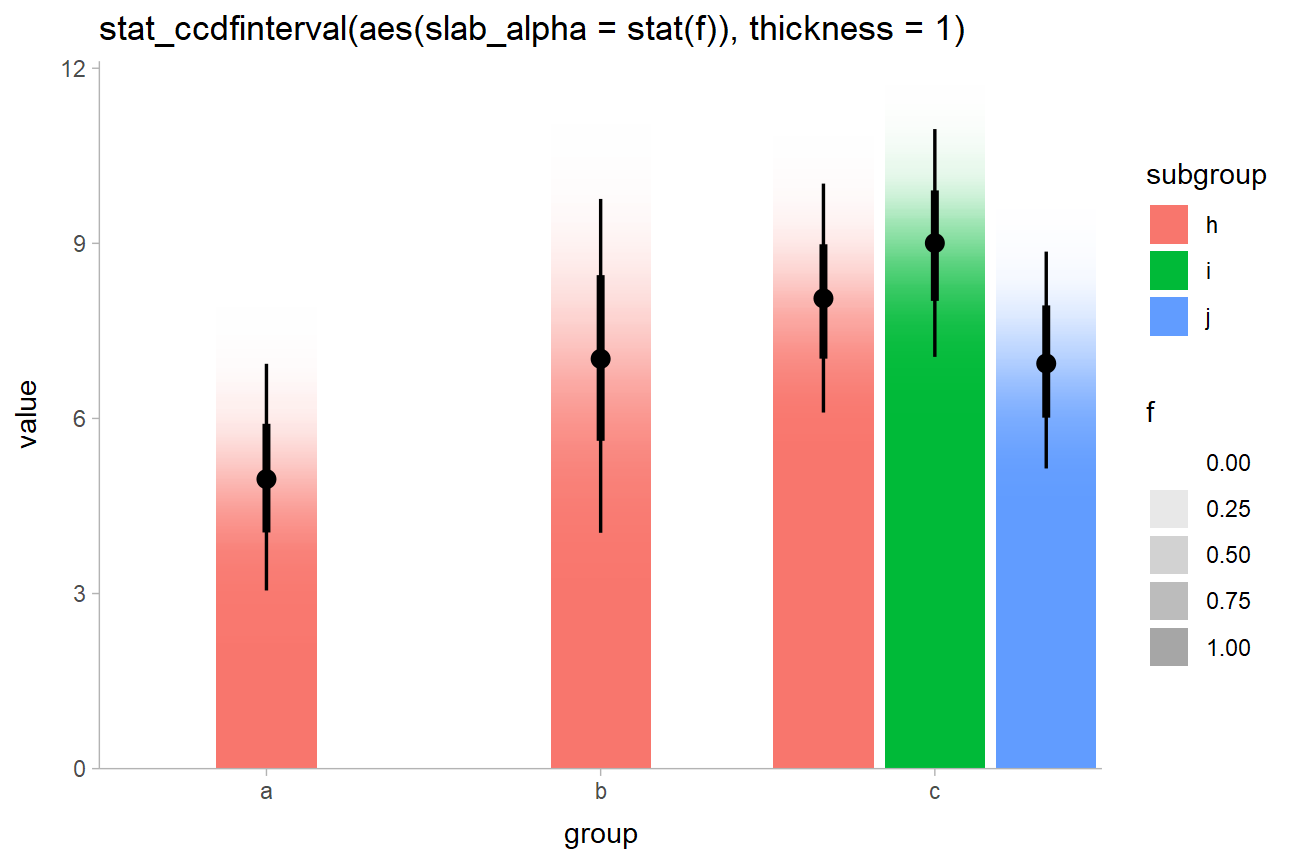 stat_ccdfinterval(aes(slab_alpha = stat(f)), thickness = 1)
12
9
6
3
0
value
a
b
c
group
subgroup
h
i
j
f
0.00
0.25
0.50
0.75
1.00